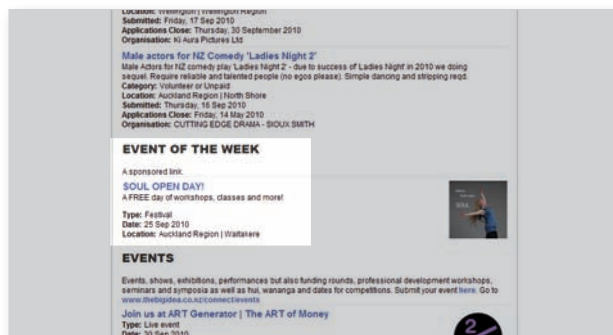 Location: Wellington | Wellington Region
Submitted: Friday, 17 Sep 2010
Applications Close: Thursday, 30 September 2010
Organisation: Ki Aura Pictures Ltd
Male actors for NZ Comedy 'Ladies Night 2'
Male Actors for NZ comedy play 'Ladies Night 2' - due to success of Ladies Night' in 2010 we doing
sequel. Require reliable and talented people (no egos please). Simple dancing and stripping reqd.
Category: Volunteer or Unpaid
Location: Auckland Region | North Shore
Submitted: Thursday, 16 Sep 2010
Applications Close: Friday, 14 May 2010
Organisation: CUTTING EDGE DRAMA - SIOUX SMITH
EVENT OF THE WEEK
A sponsored link.
SOUL OPEN DAY!
A FREE day of workshops, classes and more!
SOUL
Type: Festival
Date: 25 Sep 2010
Location: Auckland Region | Waitakere
EVENTS
Events, shows, exhibitions, performances but also funding rounds, professional development workshops,
seminars and symposia as well as hui, wananga and dates for competitions. Submit your event here. Go to
www.thebigidea.co.nz/connect/events
Join us at ART Generator | The ART of Money
Type: Live event
Date: 30 Sep 2010
2